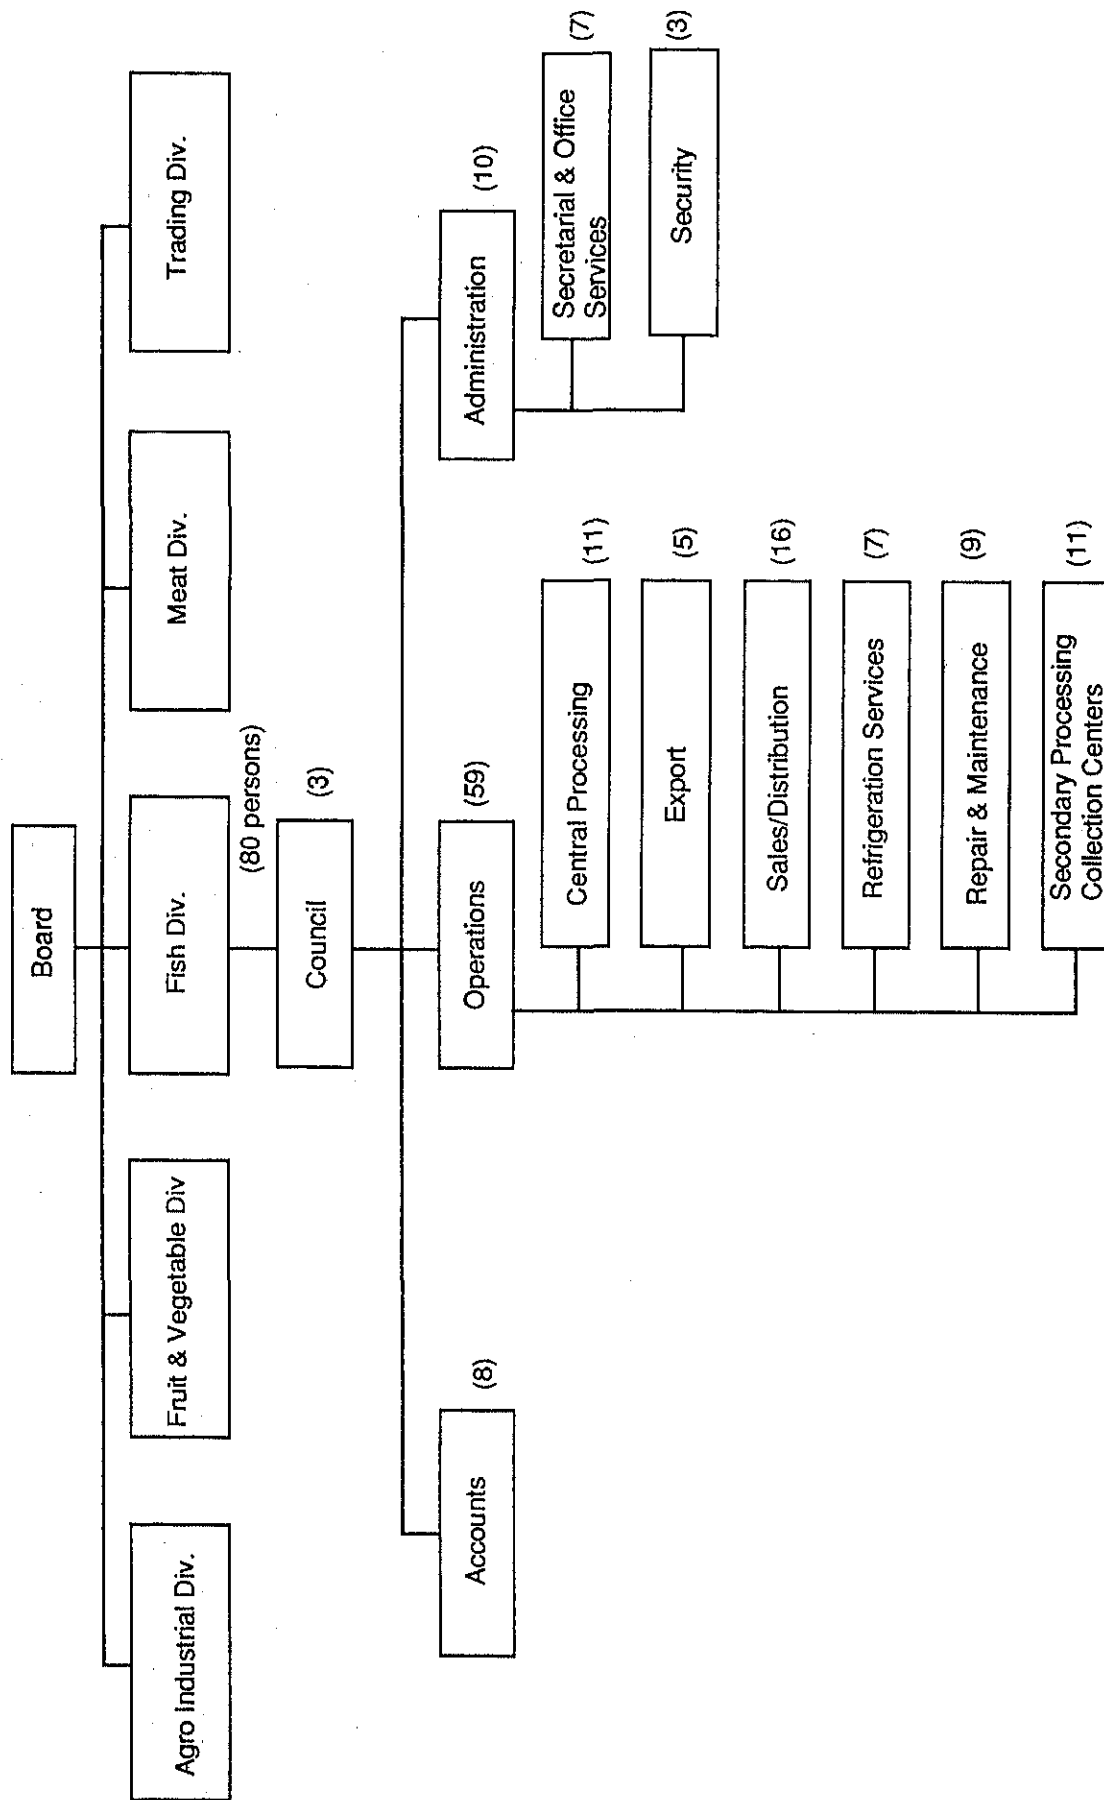 Board
Agro Industrial Div.
Fruit & Vegetable Div
Fish Div.
Meat Div.
Trading Div.
(80 persons)
Council
(3)
Accounts
(8)
Operations
(59)
Administration
(10)
Central Processing
(11)
Export
(5)
Sales/Distribution
(16)
Refrigeration Services
(7)
Repair & Maintenance
(9)
Secondary Processing
Collection Centers
(11)
Secretarial & Office
Services
(7)
Security
(3)